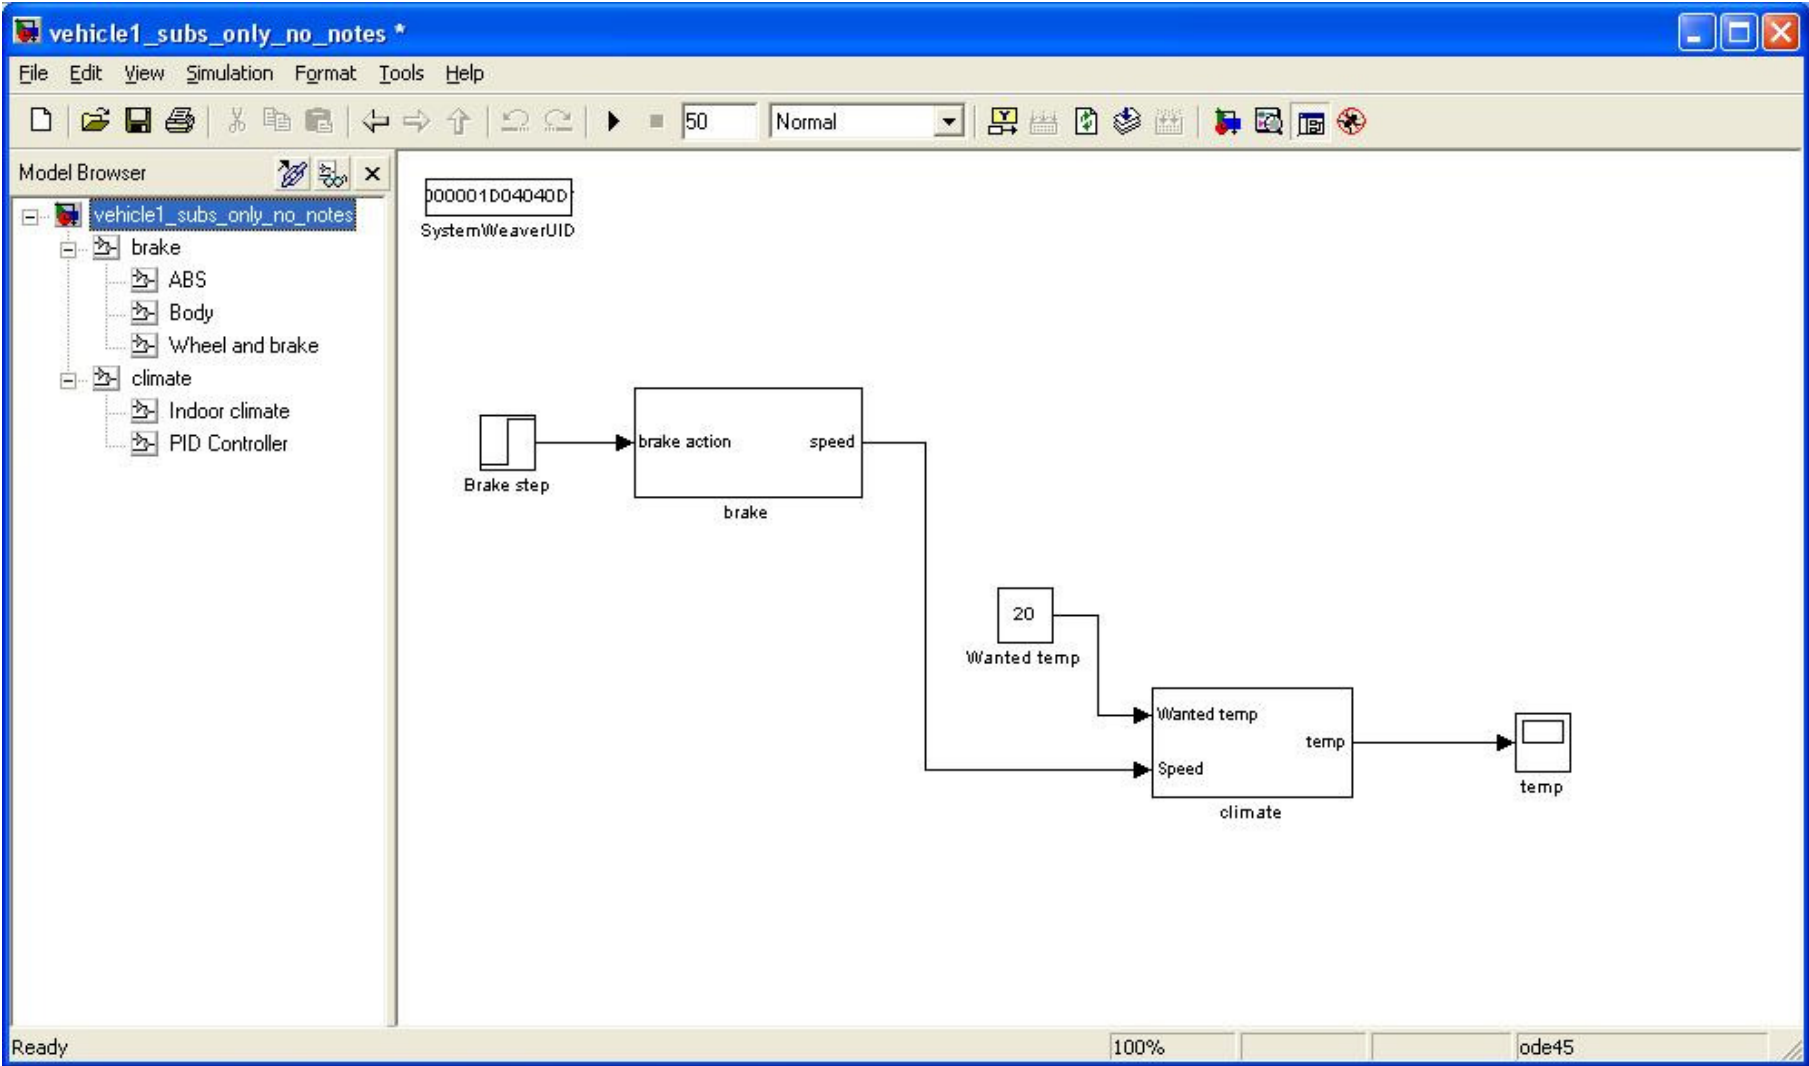 vehicle1_subs_only_no_notes *
File Edit View Simulation Format Tools Help
50 Normal
Model Browser
vehicle1_subs_only_no_notes
brake
ABS
Body
Wheel and brake
climate
Indoor climate
PID Controller
000001D04040D
SystemWeaverUID
brake action speed
Brake step
brake
20
Wanted temp
Wanted temp
temp
Speed
climate
temp
Ready 100% ode45